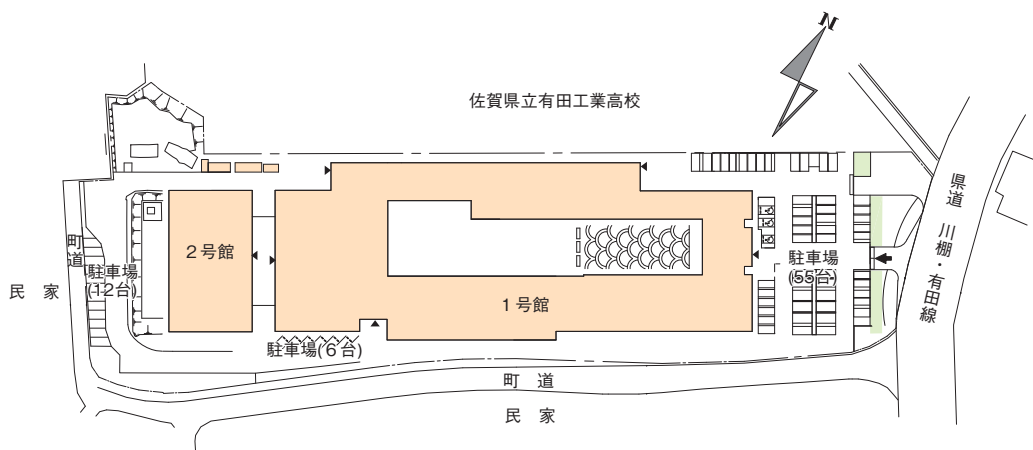 N
佐賀県立有田工業高校
県道 川棚・有田線
2号館
町道
駐車場
(12台)
民 家
駐車場
(55台)
1号館
駐車場(6台)
町 道
民 家